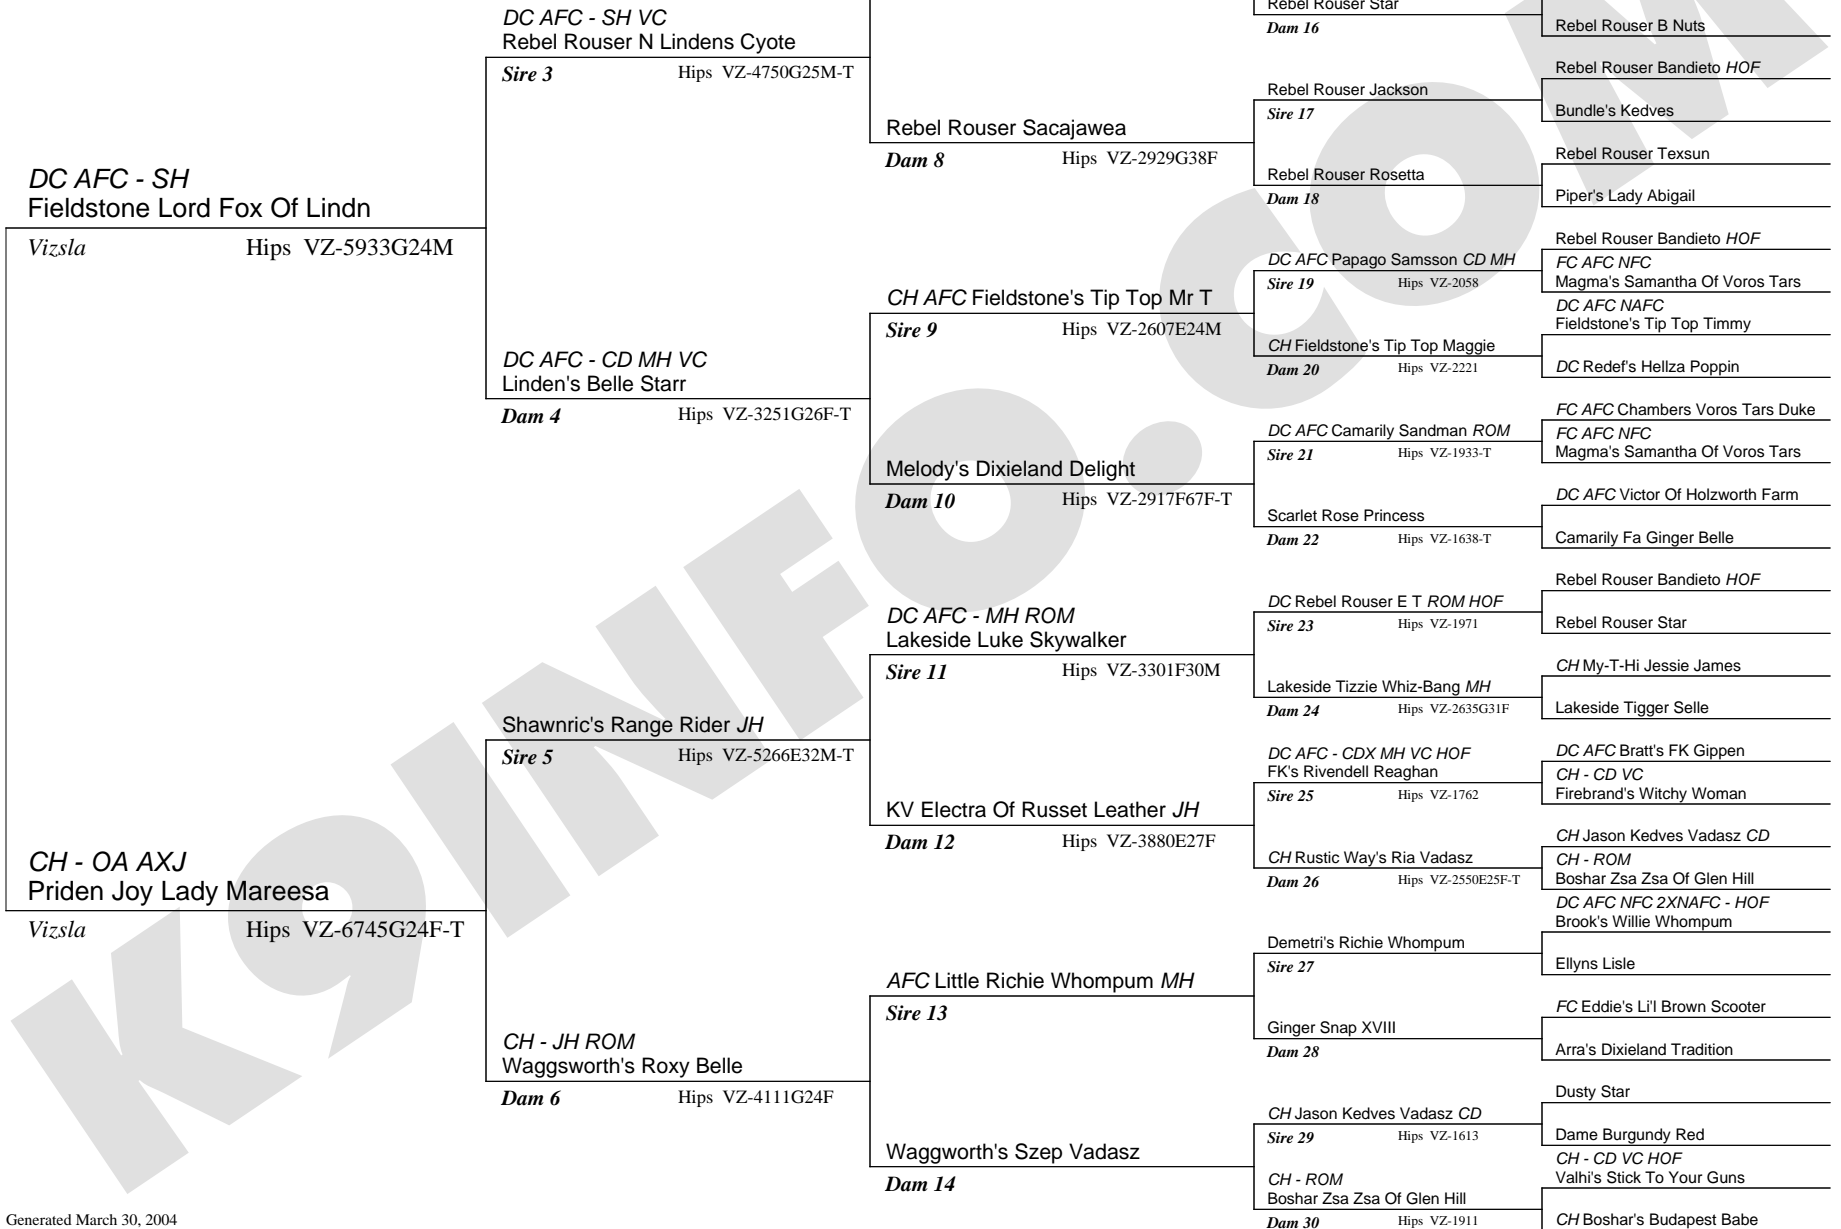 DC AFC - SH
Fieldstone Lord Fox Of Lindn
Vizsla Hips VZ-5933G24M
CH - OA AXJ
Priden Joy Lady Mareesa
Vizsla Hips VZ-6745G24F-T
DC AFC - SH VC
Rebel Rouser N Lindens Cyote
Sire 3 Hips VZ-4750G25M-T
DC AFC - CD MH VC
Linden's Belle Starr
Dam 4 Hips VZ-3251G26F-T
Shawnric's Range Rider JH
Sire 5 Hips VZ-5266E32M-T
CH - JH ROM
Waggsworth's Roxy Belle
Dam 6 Hips VZ-4111G24F
Rebel Rouser Sacajawea
Dam 8 Hips VZ-2929G38F
CH AFC Fieldstone's Tip Top Mr T
Sire 9 Hips VZ-2607E24M
Melody's Dixieland Delight
Dam 10 Hips VZ-2917F67F-T
DC AFC - MH ROM
Lakeside Luke Skywalker
Sire 11 Hips VZ-3301F30M
KV Electra Of Russet Leather JH
Dam 12 Hips VZ-3880E27F
AFC Little Richie Whompum MH
Sire 13
Waggworth's Szep Vadasz
Dam 14
Rebel Rouser Star
Dam 16
Rebel Rouser Jackson
Sire 17
Rebel Rouser Rosetta
Dam 18
DC AFC Papago Samsson CD MH
Sire 19 Hips VZ-2058
CH Fieldstone's Tip Top Maggie
Dam 20 Hips VZ-2221
DC AFC Camarily Sandman ROM
Sire 21 Hips VZ-1933-T
Scarlet Rose Princess
Dam 22 Hips VZ-1638-T
DC Rebel Rouser E T ROM HOF
Sire 23 Hips VZ-1971
Lakeside Tizzie Whiz-Bang MH
Dam 24 Hips VZ-2635G31F
DC AFC - CDX MH VC HOF
FK's Rivendell Reaghan
Sire 25 Hips VZ-1762
CH Rustic Way's Ria Vadasz
Dam 26 Hips VZ-2550E25F-T
Demetri's Richie Whompum
Sire 27
Ginger Snap XVIII
Dam 28
CH Jason Kedves Vadasz CD
Sire 29 Hips VZ-1613
CH - ROM
Boshar Zsa Zsa Of Glen Hill
Dam 30 Hips VZ-1911
Rebel Rouser B Nuts
Rebel Rouser Bandieto HOF
Bundle's Kedves
Rebel Rouser Texsun
Piper's Lady Abigail
Rebel Rouser Bandieto HOF
FC AFC NFC
Magma's Samantha Of Voros Tars
DC AFC NAFC
Fieldstone's Tip Top Timmy
DC Redef's Hellza Poppin
FC AFC Chambers Voros Tars Duke
FC AFC NFC
Magma's Samantha Of Voros Tars
DC AFC Victor Of Holzworth Farm
Camarily Fa Ginger Belle
Rebel Rouser Bandieto HOF
Rebel Rouser Star
CH My-T-Hi Jessie James
Lakeside Tigger Selle
DC AFC Bratt's FK Gippen
CH - CD VC
Firebrand's Witchy Woman
CH Jason Kedves Vadasz CD
CH - ROM
Boshar Zsa Zsa Of Glen Hill
DC AFC NFC 2XNAFC - HOF
Brook's Willie Whompum
Ellyns Lisle
FC Eddie's Li'l Brown Scooter
Arra's Dixieland Tradition
Dusty Star
Dame Burgundy Red
CH - CD VC HOF
Valhi's Stick To Your Guns
CH Boshar's Budapest Babe
Generated March 30, 2004
K9INFO.COM